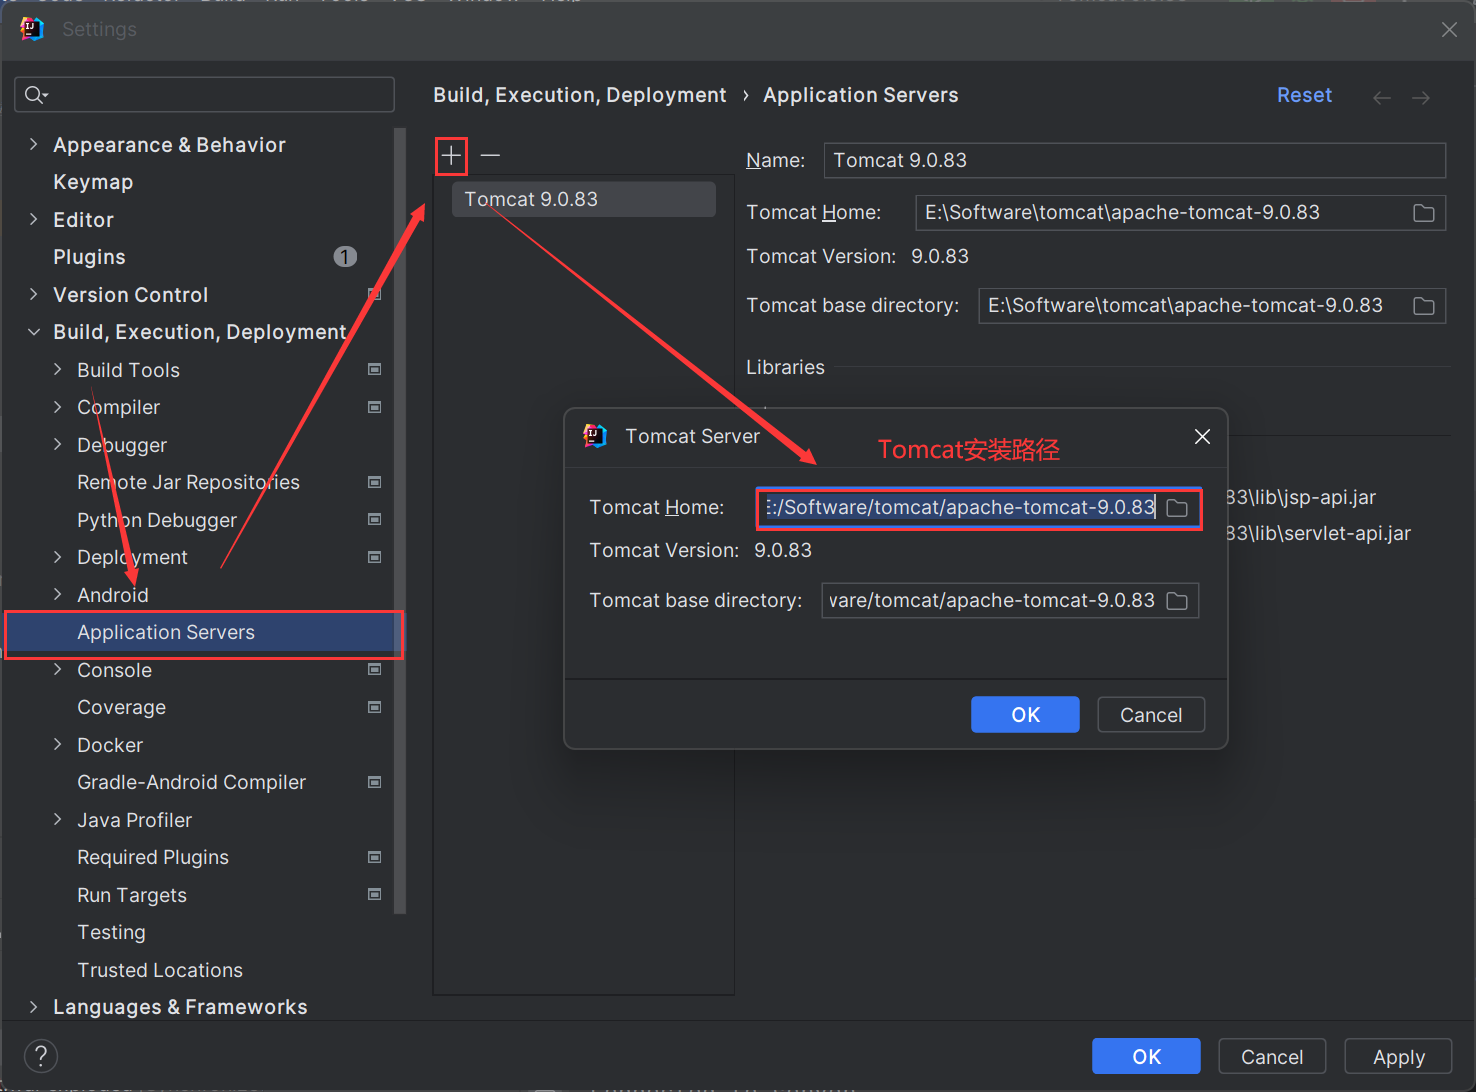 Settings
Build, Execution, Deployment › Application Servers
Reset
Appearance & Behavior
Keymap
Editor
Plugins
1
Version Control
Build, Execution, Deployment
Build Tools
Compiler
Debugger
Remote Jar Repositories
Python Debugger
Deployment
Android
Application Servers
Console
Coverage
Docker
Gradle-Android Compiler
Java Profiler
Required Plugins
Run Targets
Testing
Trusted Locations
Languages & Frameworks
Tomcat 9.0.83
Name: Tomcat 9.0.83
Tomcat Home: E:\Software\tomcat\apache-tomcat-9.0.83
Tomcat Version: 9.0.83
Tomcat base directory: E:\Software\tomcat\apache-tomcat-9.0.83
Libraries
83\lib\jsp-api.jar
83\lib\servlet-api.jar
Tomcat Server
Tomcat安装路径
Tomcat Home: E:/Software/tomcat/apache-tomcat-9.0.83
Tomcat Version: 9.0.83
Tomcat base directory: ware/tomcat/apache-tomcat-9.0.83
OK Cancel
?
OK Cancel Apply